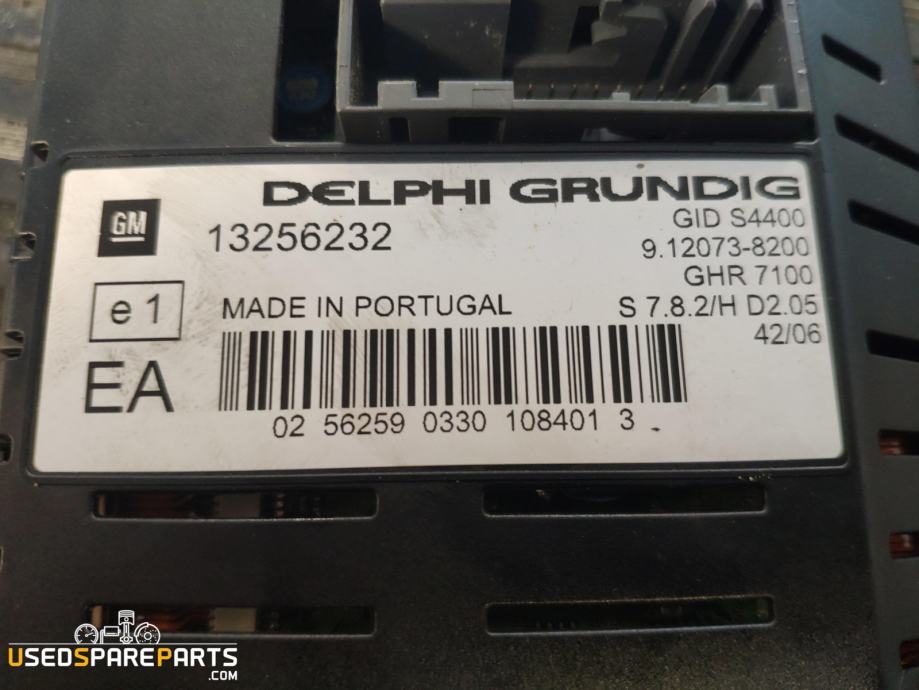 DELPHI GRUNDIG
GM
13256232
GID S4400
9.12073-8200
GHR 7100
e1
MADE IN PORTUGAL
S 7.8.2/H D2.05
42/06
EA
02 56259 0330 108401 3
USEDSPAREPARTS
.COM